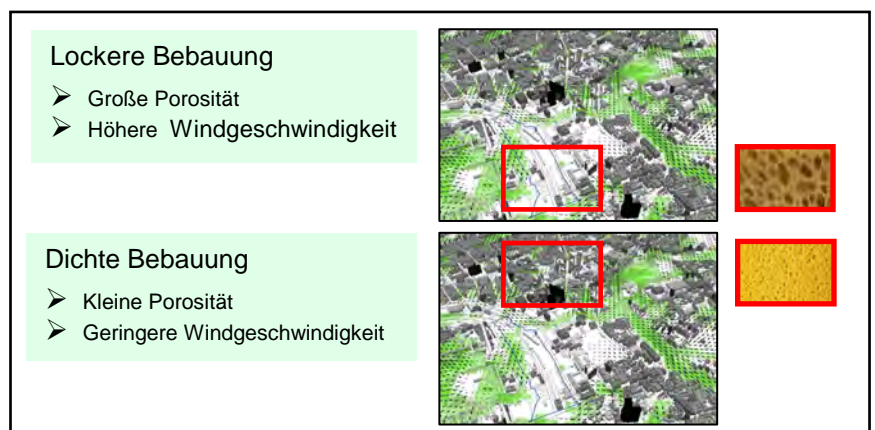 Lockere Bebauung
➢ Große Porosität
➢ Höhere Windgeschwindigkeit
Dichte Bebauung
➢ Kleine Porosität
➢ Geringere Windgeschwindigkeit